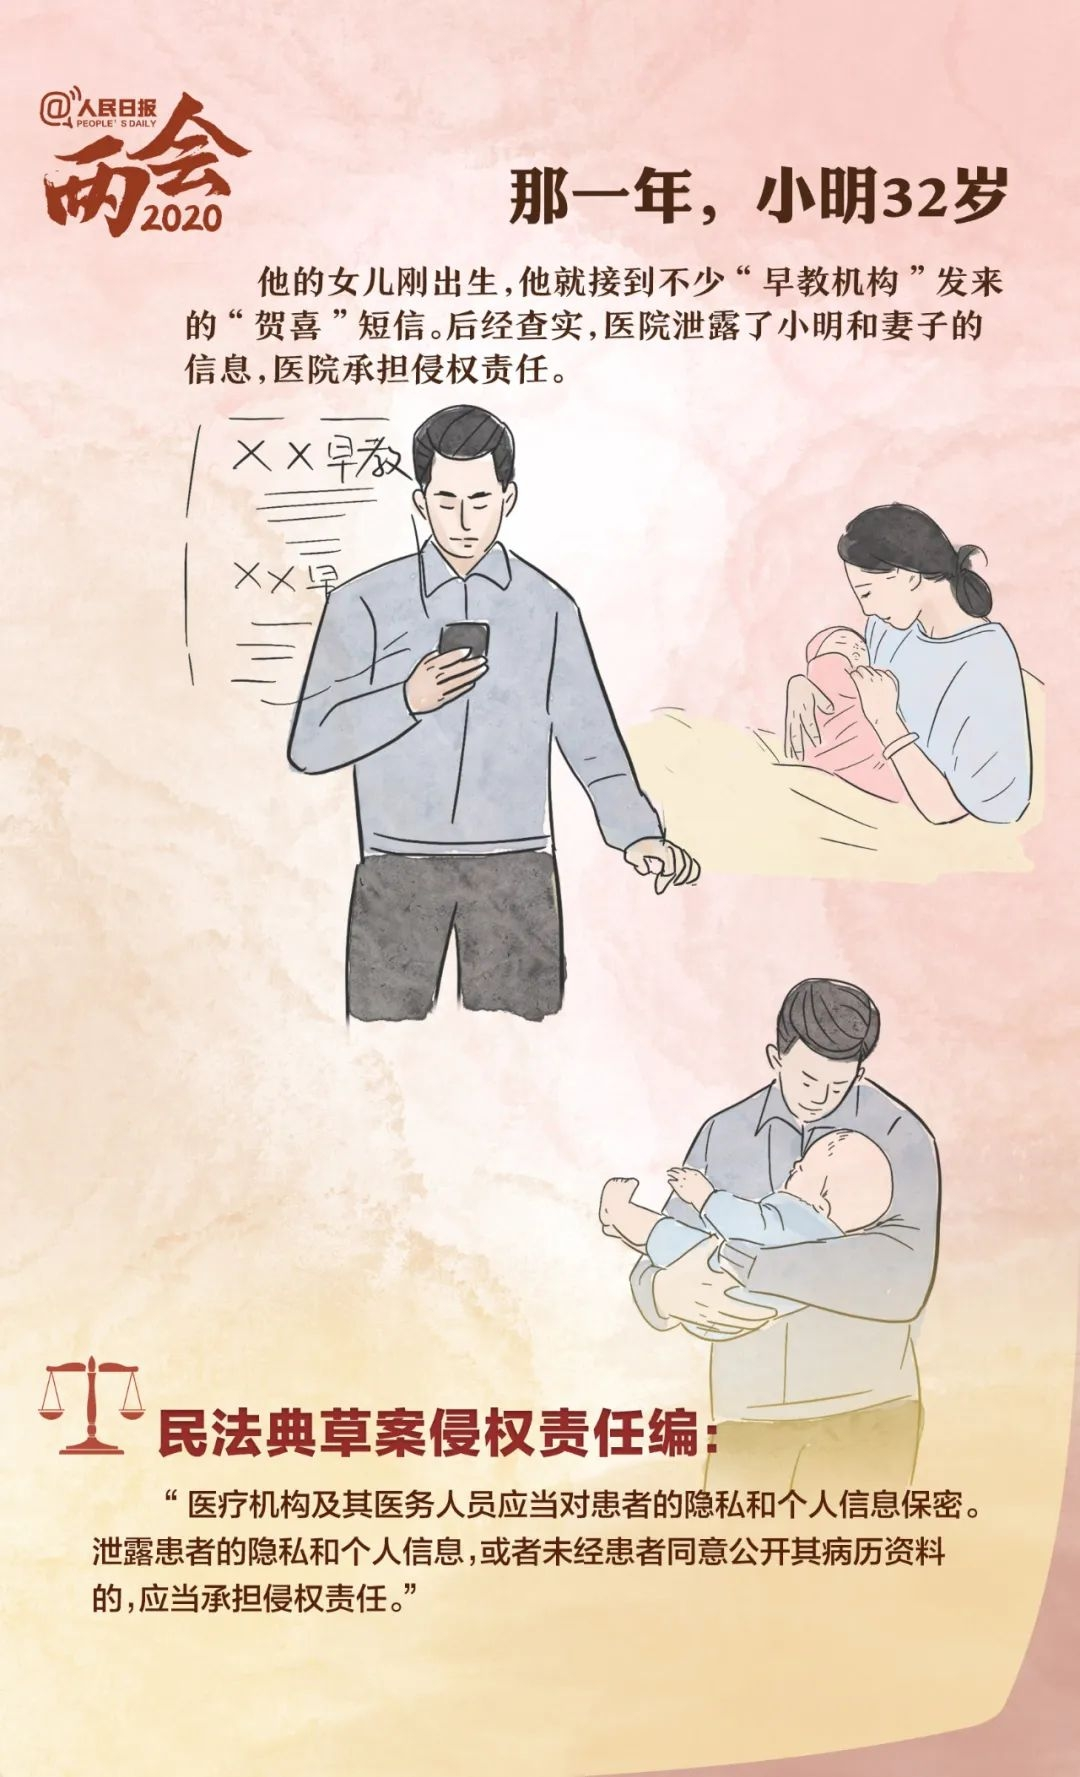 @人民日报
PEOPLE'S DAILY
两会
2020
那一年，小明32岁
他的女儿刚出生，他就接到不少“早教机构”发来
的“贺喜”短信。后经查实，医院泄露了小明和妻子的
信息，医院承担侵权责任。
××早教
××早
民法典草案侵权责任编：
“医疗机构及其医务人员应当对患者的隐私和个人信息保密。
泄露患者的隐私和个人信息，或者未经患者同意公开其病历资料
的，应当承担侵权责任。”